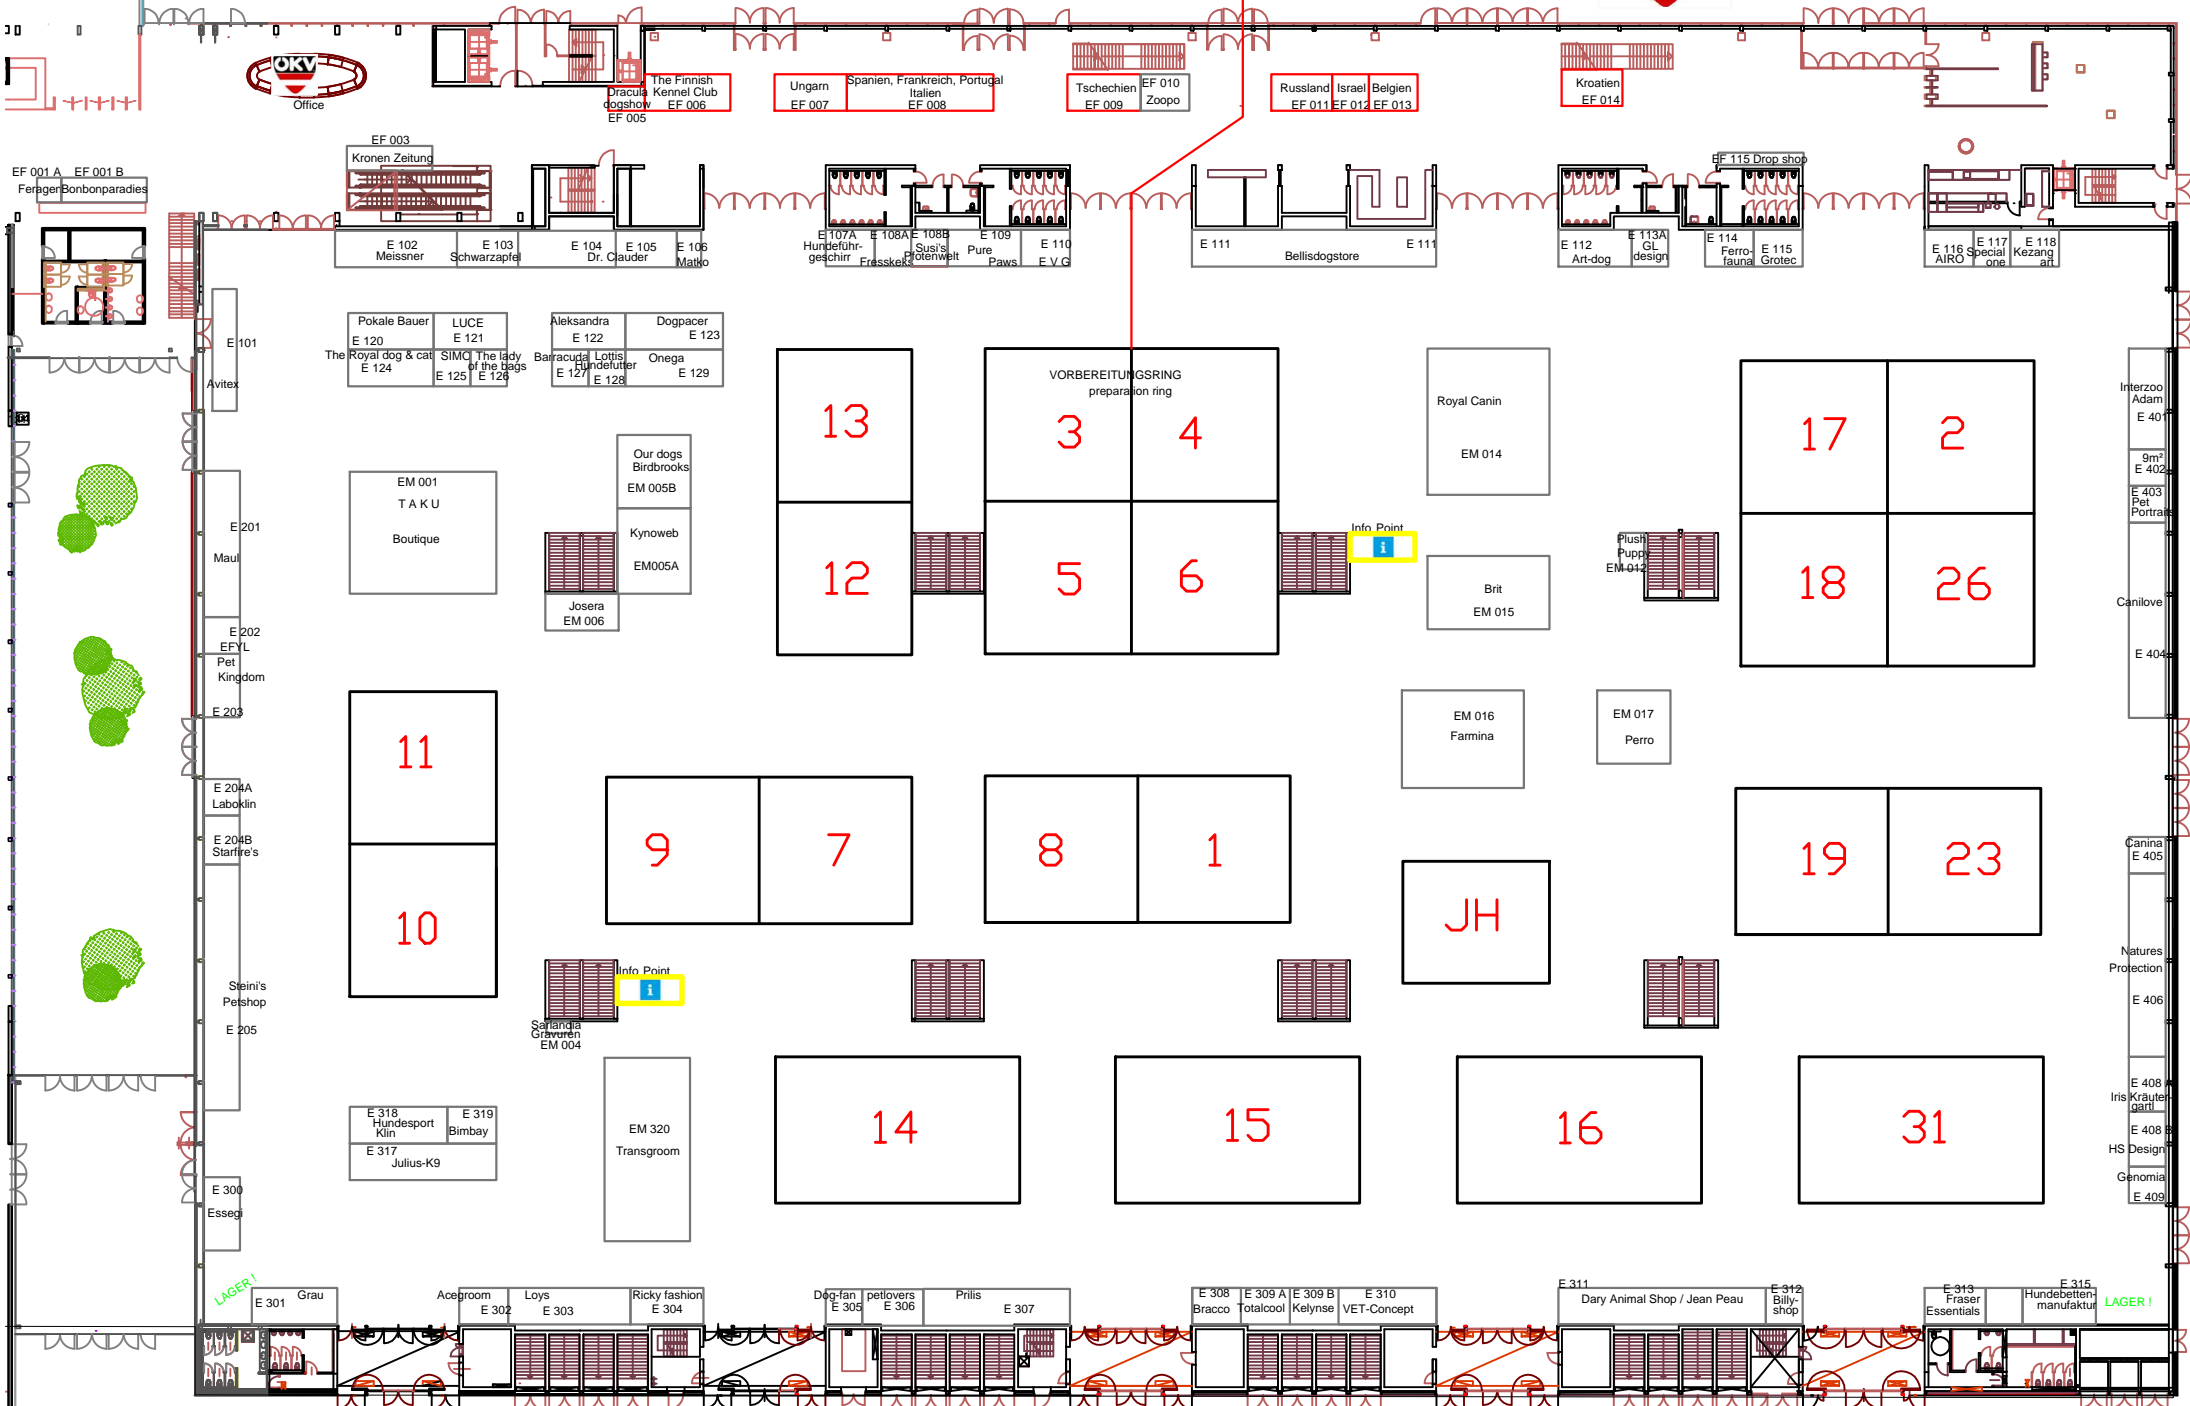 ÖKV
Office
Dracula
dogshow
EF 005
The Finnish
Kennel Club
EF 006
Ungarn
EF 007
Spanien, Frankreich, Portugal
Italien
EF 008
Tschechien
EF 009
EF 010
Zoopo
Russland
EF 011
Israel
EF 012
Belgien
EF 013
Kroatien
EF 014
EF 003
Kronen Zeitung
EF 001 A
Feragen
EF 001 B
Bonbonparadies
EF 115 Drop shop
E 102
Meissner
E 103
Schwarzapfel
E 104
E 105
Dr. Clauder
E 106
Matko
E 107A
Hundeführ-
geschirr
E 108A
Fresskeks
E 108B
Susi's
Pfotenwelt
E 109
Pure
Paws
E 110
E V G
E 111
Bellisdogstore
E 111
E 112
Art-dog
E 113A
GL
design
E 114
Ferro-
fauna
E 115
Grotec
E 116
AIRO
E 117
Special
one
E 118
Kezang
art
E 101
Avitex
Pokale Bauer
E 120
LUCE
E 121
Aleksandra
E 122
Dogpacer
E 123
The Royal dog & cat
E 124
SIMO
E 125
The lady
of the bags
E 126
Barracuda
E 127
Lottis
Hundefutter
E 128
Onega
E 129
VORBEREITUNGSRING
preparation ring
13
3
4
17
2
Royal Canin
EM 014
Interzoo
Adam
E 401
9m²
E 402
E 403
Pet
Portraits
EM 001
T A K U
Boutique
Our dogs
Birdbrooks
EM 005B
Kynoweb
EM005A
Josera
EM 006
12
5
6
Info Point
i
Brit
EM 015
Plush
Puppy
EM 012
18
26
Canilove
E 404
E 201
Maul
E 202
EFYL
Pet
Kingdom
E 203
11
EM 016
Farmina
EM 017
Perro
E 204A
Laboklin
E 204B
Starfire's
9
7
8
1
19
23
Canina
E 405
10
JH
Natures
Protection
E 406
Steini's
Petshop
E 205
Info Point
i
Sarlandia
Gravuren
EM 004
14
15
16
31
E 408 A
Iris Kräuter-
gartl
E 408 B
HS Design
Genomia
E 409
E 318
Hundesport
Klin
E 319
Bimbay
E 317
Julius-K9
EM 320
Transgroom
E 300
Essegi
LAGER !
E 301
Grau
Acegroom
E 302
Loys
E 303
Ricky fashion
E 304
Dog-fan
E 305
petlovers
E 306
Prilis
E 307
E 308
Bracco
E 309 A
Totalcool
E 309 B
Kelynse
E 310
VET-Concept
E 311
Dary Animal Shop / Jean Peau
E 312
Billy-
shop
E 313
Fraser
Essentials
E 315
Hundebetten-
manufaktur
LAGER !